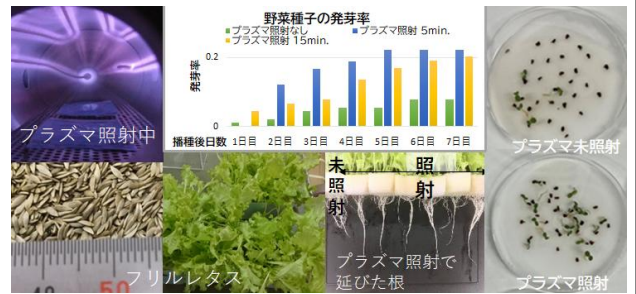 野菜種子の発芽率
プラズマ照射なし プラズマ照射 5min.
プラズマ照射 15min.
0.2
発芽率
0
播種後日数 1日目 2日目 3日目 4日目 5日目 6日目 7日目
プラズマ照射中
プラズマ未照射
未照射
照射
フリルレタス
50
プラズマ照射で
延びた根
プラズマ照射